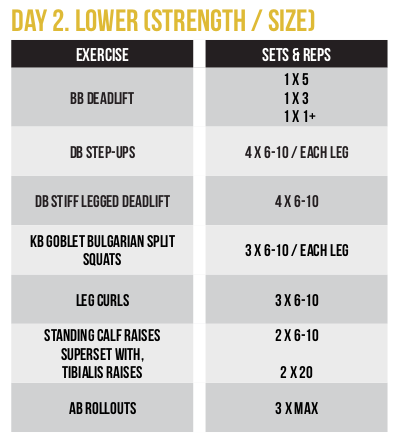 DAY 2. LOWER (STRENGTH / SIZE)
EXERCISE SETS & REPS
BB DEADLIFT
1 X 5
1 X 3
1 X 1+
DB STEP-UPS 4 X 6-10 / EACH LEG
DB STIFF LEGGED DEADLIFT 4 X 6-10
KB GOBLET BULGARIAN SPLIT
SQUATS
3 X 6-10 / EACH LEG
LEG CURLS 3 X 6-10
STANDING CALF RAISES 2 X 6-10
SUPERSET WITH,
TIBIALIS RAISES 2 X 20
AB ROLLOUTS 3 X MAX